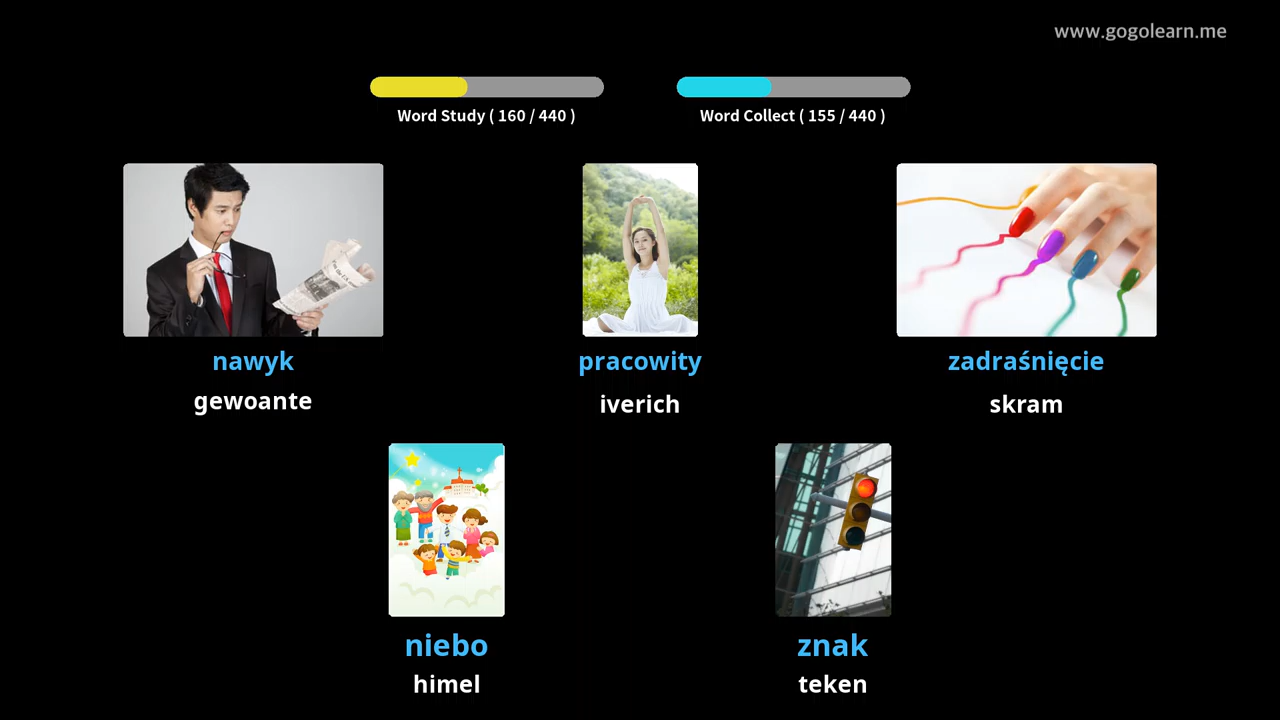 www.gogolearn.me
Word Study ( 160 / 440 )
Word Collect ( 155 / 440 )
nawyk
pracowity
zadraśnięcie
gewoante
iverich
skram
niebo
znak
himel
teken